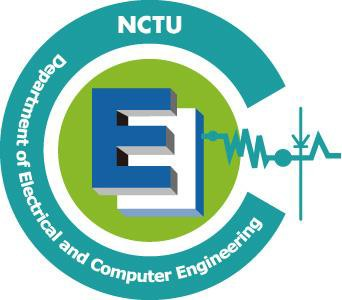 NCTU
Department of Electrical and Computer Engineering
E